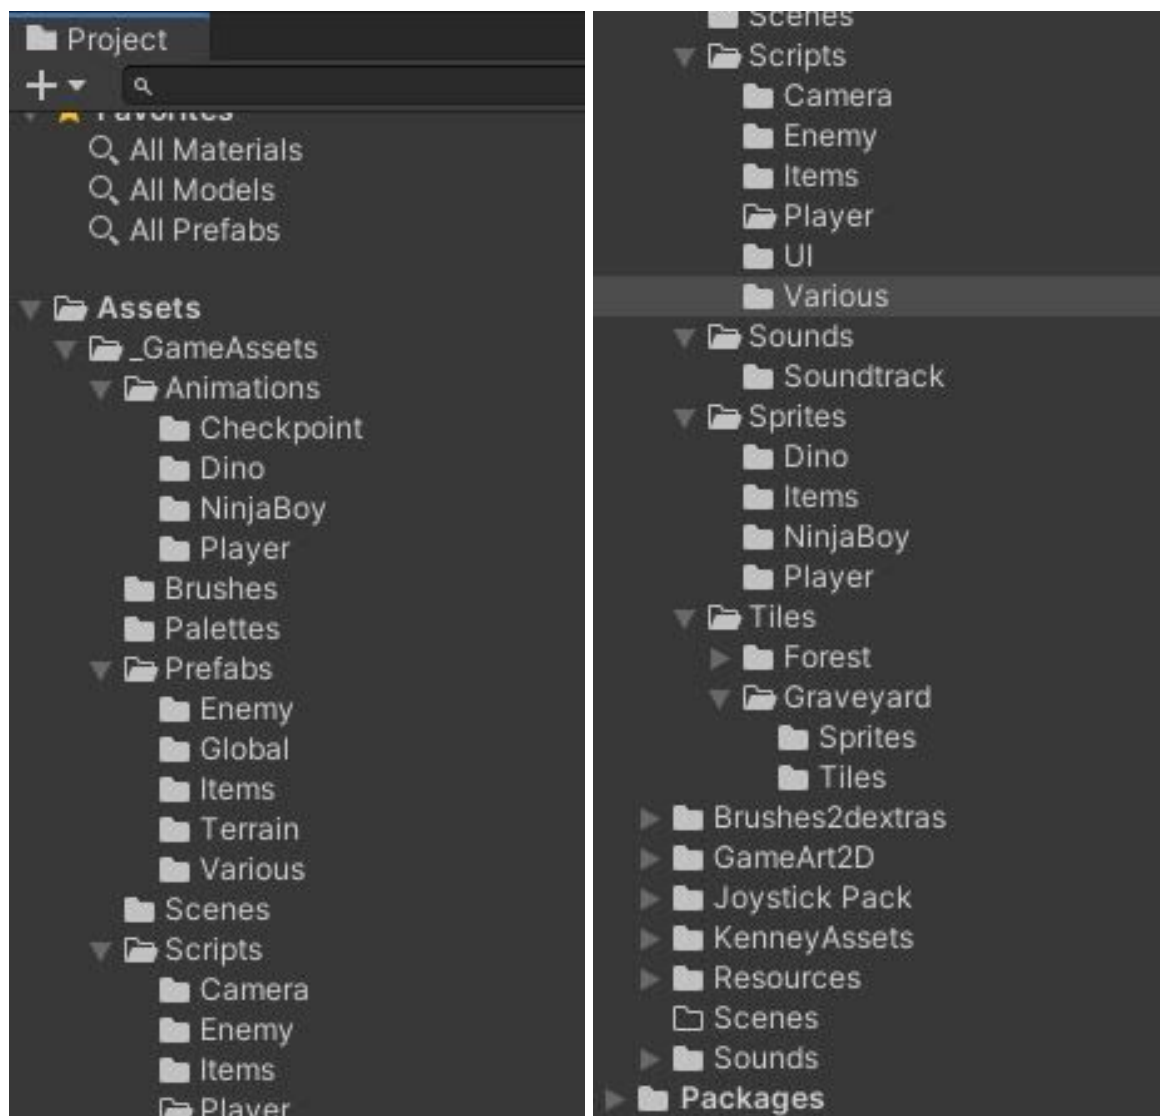 Project
Favorites
All Materials
All Models
All Prefabs
Assets
_GameAssets
Animations
Checkpoint
Dino
NinjaBoy
Player
Brushes
Palettes
Prefabs
Enemy
Global
Items
Terrain
Various
Scenes
Scripts
Camera
Enemy
Items
Player
Scenes
Scripts
Camera
Enemy
Items
Player
UI
Various
Sounds
Soundtrack
Sprites
Dino
Items
NinjaBoy
Player
Tiles
Forest
Graveyard
Sprites
Tiles
Brushes2dextras
GameArt2D
Joystick Pack
KenneyAssets
Resources
Scenes
Sounds
Packages